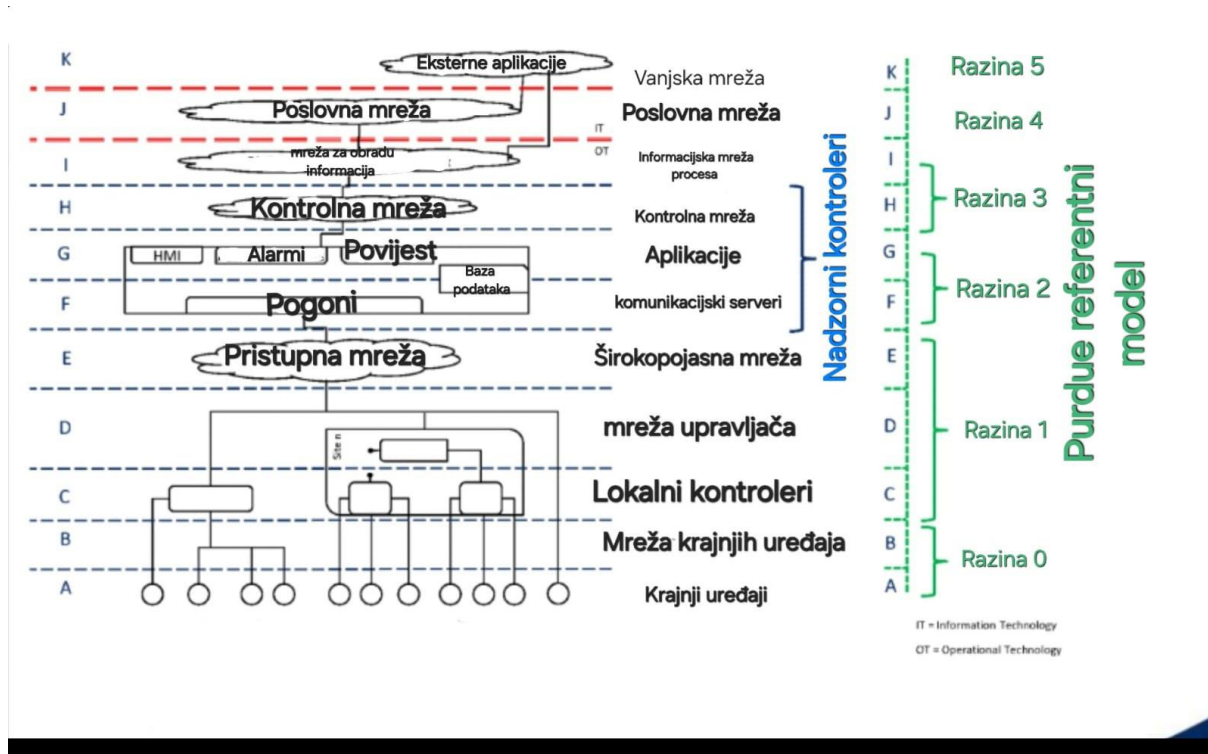 K
Eksterne aplikacije
Vanjska mreža
J
Poslovna mreža
Poslovna mreža
IT
OT
I
mreža za obradu
informacija
Informacijska mreža
procesa
H
Kontrolna mreža
Kontrolna mreža
G
HMI
Alarmi
Povijest
Aplikacije
Baza
podataka
F
Pogoni
komunikacijski serveri
E
Pristupna mreža
Širokopojasna mreža
D
Site n
mreža upravljača
C
Lokalni kontroleri
B
Mreža krajnjih uređaja
A
Krajnji uređaji
Nadzorni kontroleri
K
Razina 5
J
Razina 4
I
H
Razina 3
G
F
Razina 2
E
D
Razina 1
C
B
Razina 0
A
Purdue referentni
model
IT = Information Technology
OT = Operational Technology